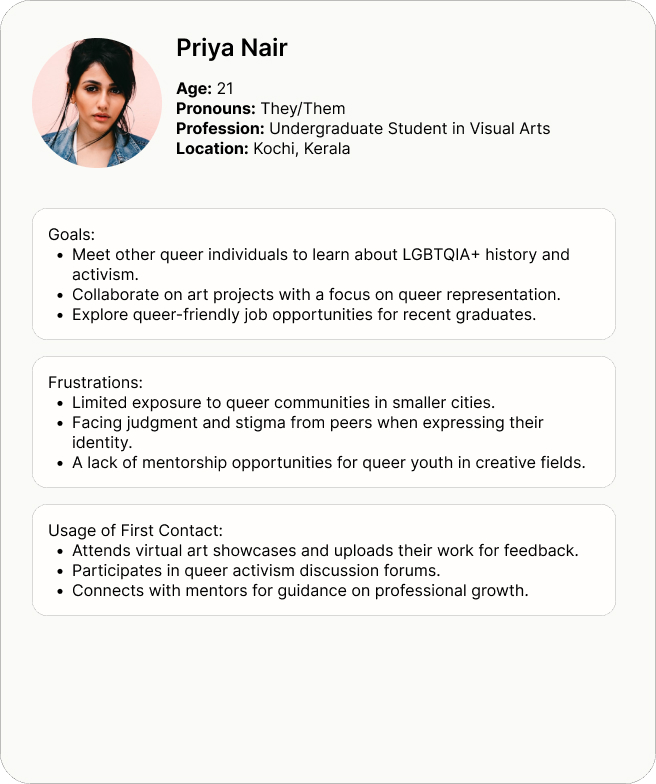 Priya Nair
Age: 21
Pronouns: They/Them
Profession: Undergraduate Student in Visual Arts
Location: Kochi, Kerala
Goals:
• Meet other queer individuals to learn about LGBTQIA+ history and
activism.
• Collaborate on art projects with a focus on queer representation.
• Explore queer-friendly job opportunities for recent graduates.
Frustrations:
• Limited exposure to queer communities in smaller cities.
• Facing judgment and stigma from peers when expressing their
identity.
• A lack of mentorship opportunities for queer youth in creative fields.
Usage of First Contact:
• Attends virtual art showcases and uploads their work for feedback.
• Participates in queer activism discussion forums.
• Connects with mentors for guidance on professional growth.